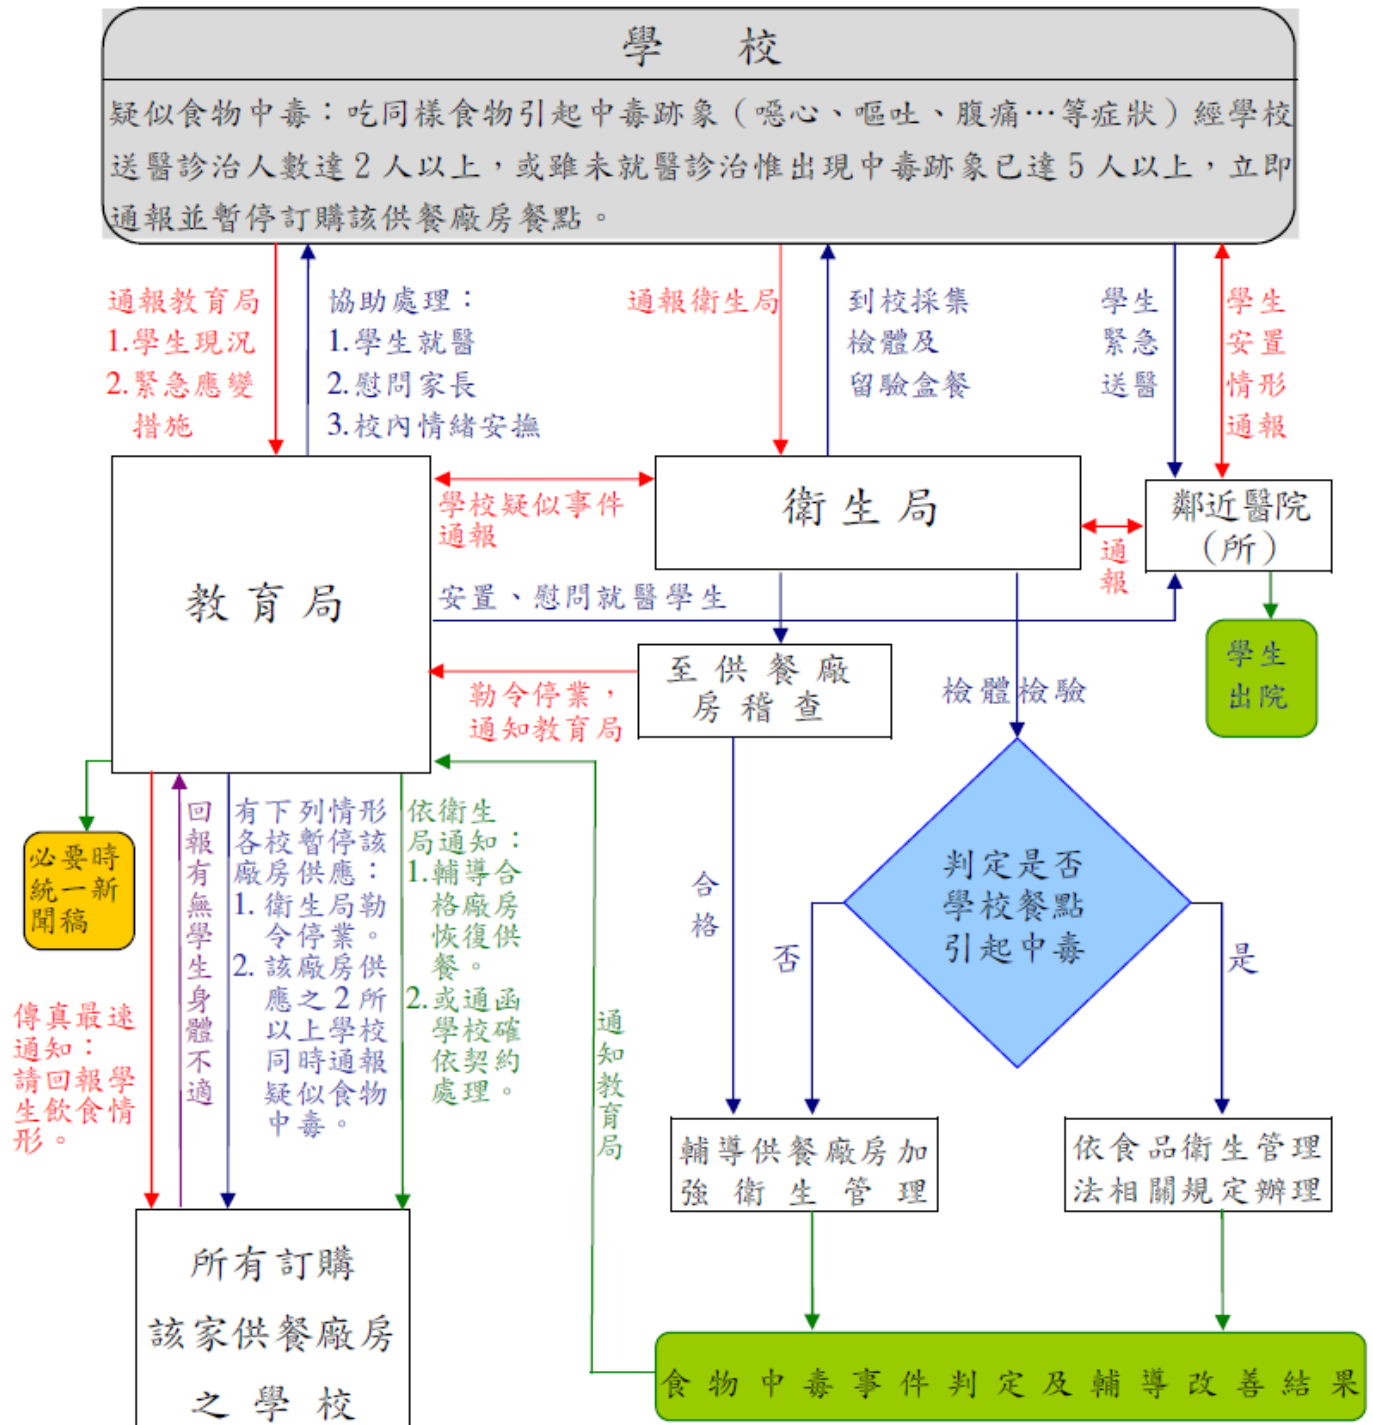 學 校
疑似食物中毒：吃同樣食物引起中毒跡象（噁心、嘔吐、腹痛…等症狀）經學校
送醫診治人數達2人以上，或雖未就醫診治惟出現中毒跡象已達5人以上，立即
通報並暫停訂購該供餐廠房餐點。
通報教育局
1.學生現況
2.緊急應變
措施
協助處理：
1.學生就醫
2.慰問家長
3.校內情緒安撫
通報衛生局
到校採集
檢體及
留驗盒餐
學生
緊急
送醫
學生
安置
情形
通報
教育局
學校疑似事件
通報
衛生局
通
報
鄰近醫院
（所）
安置、慰問就醫學生
至供餐廠
房稽查
勒令停業，
通知教育局
檢體檢驗
學生
出院
必要時
統一新
聞稿
傳真最速
通知：
請回報學
生飲食情
形。
回
報
有
無
學
生
身
體
不
適
有下列情形
各校暫停該
廠房供應：
1. 衛生局勒
令停業。
2. 該廠房供
應之2所
以上學校
同時通報
疑似食物
中毒。
依衛生
局通知：
1.輔導合
格廠房
恢復供
餐。
2.或通函
學校確
依契約
處理。
通
知
教
育
局
合
格
否
判定是否
學校餐點
引起中毒
是
輔導供餐廠房加
強衛生管理
依食品衛生管理
法相關規定辦理
所有訂購
該家供餐廠房
之學校
食物中毒事件判定及輔導改善結果